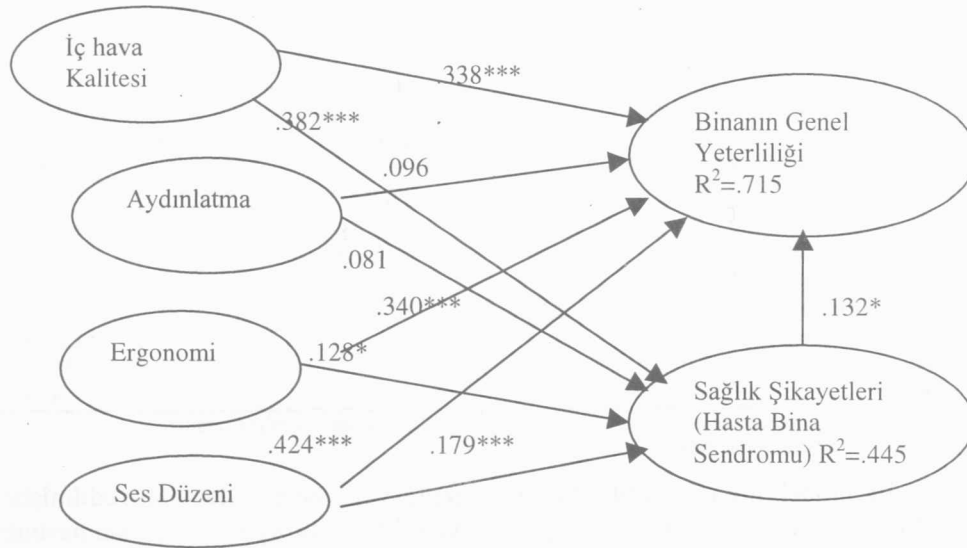 İç hava
Kalitesi
.338***
.382***
Binanın Genel
Yeterliliği
R²=.715
.096
Aydınlatma
.081
.340***
.132*
Ergonomi
.128*
Sağlık Şikayetleri
(Hasta Bina
Sendromu) R²=.445
.424***
.179***
Ses Düzeni